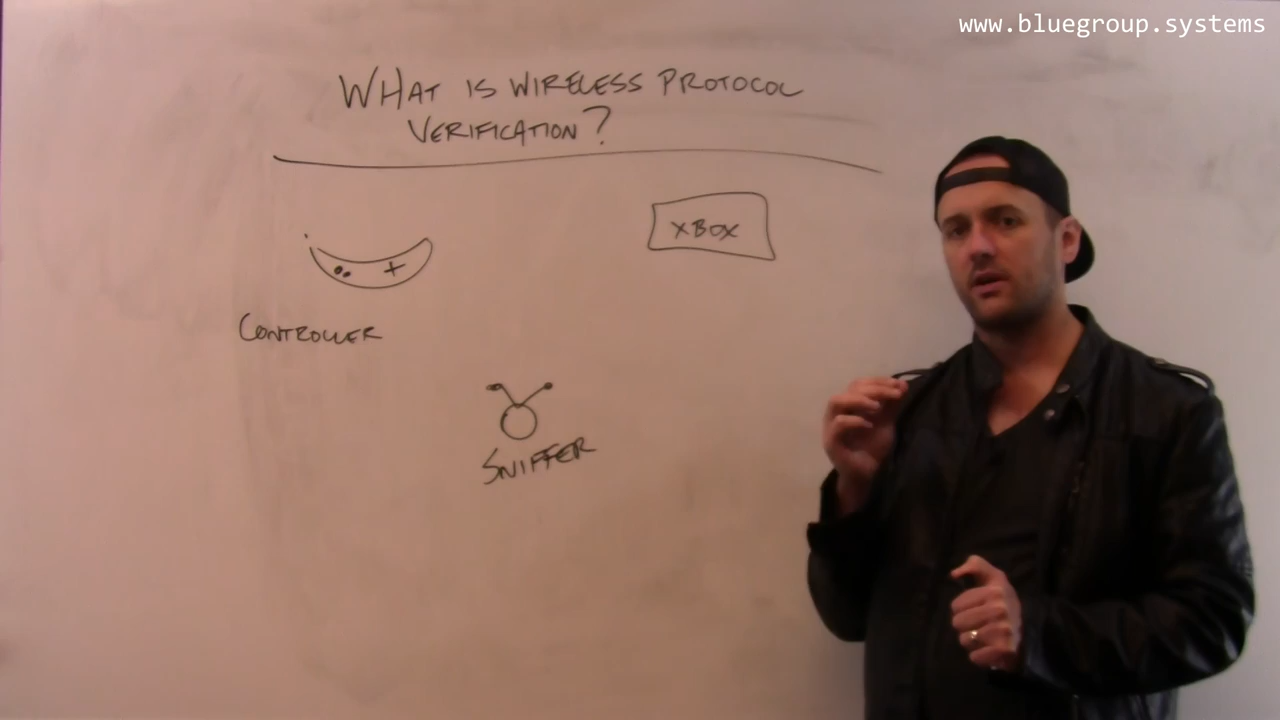 www.bluegroup.systems
WHAT IS WIRELESS PROTOCOL
VERIFICATION?
XBOX
CONTROLLER
SNIFFER